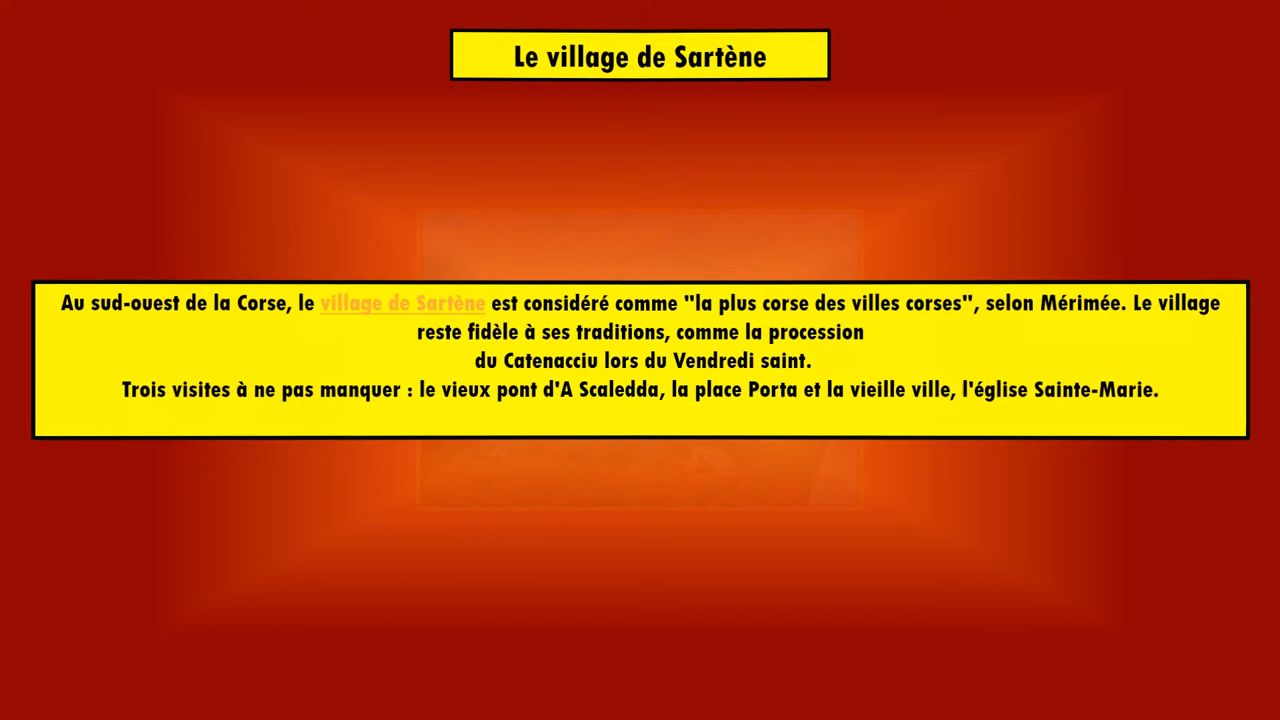 Le village de Sartène
Au sud-ouest de la Corse, le village de Sartène est considéré comme "la plus corse des villes corses", selon Mérimée. Le village
reste fidèle à ses traditions, comme la procession
du Catenacciu lors du Vendredi saint.
Trois visites à ne pas manquer : le vieux pont d'A Scaledda, la place Porta et la vieille ville, l'église Sainte-Marie.